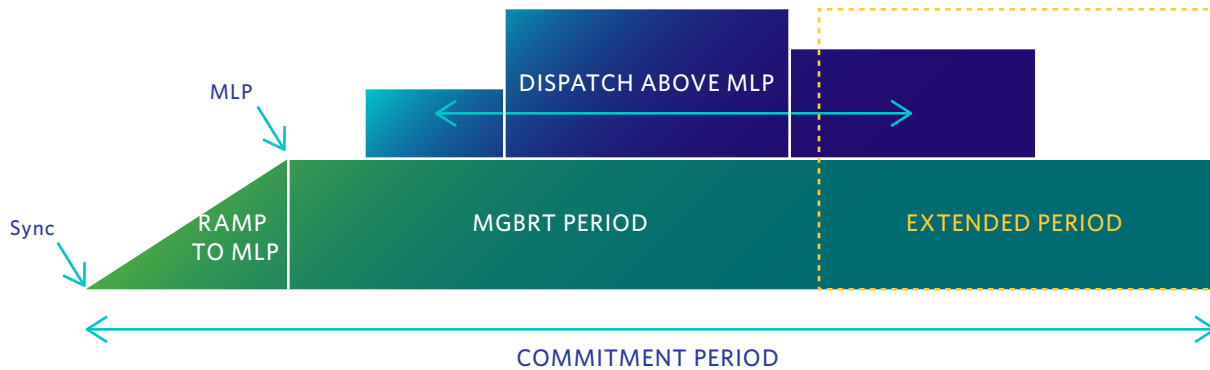 DISPATCH ABOVE MLP
MLP
Sync
RAMP
TO MLP
MGBRT PERIOD
EXTENDED PERIOD
COMMITMENT PERIOD